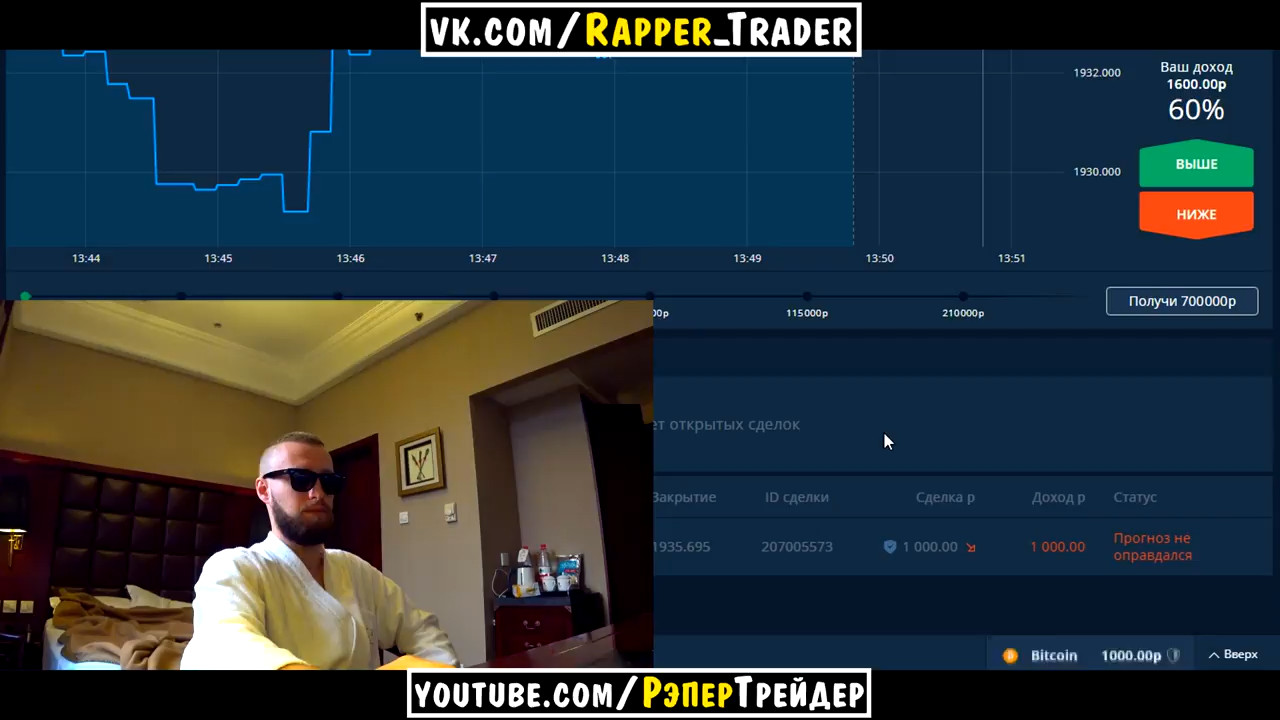 VK.COM/RAPPER_TRADER
1932.000
Ваш доход
1600.00р
60%
ВЫШЕ
1930.000
НИЖЕ
13:44 13:45 13:46 13:47 13:48 13:49 13:50 13:51
Получи 700000р
115000р 210000р
открытых сделок
Закрытие ID сделки Сделка р Доход р Статус
1935.695 207005573 1 000.00 1 000.00 Прогноз не
оправдался
Bitcoin 1000.00р Вверх
YOUTUBE.COM/РЭПЕРТРЕЙДЕР